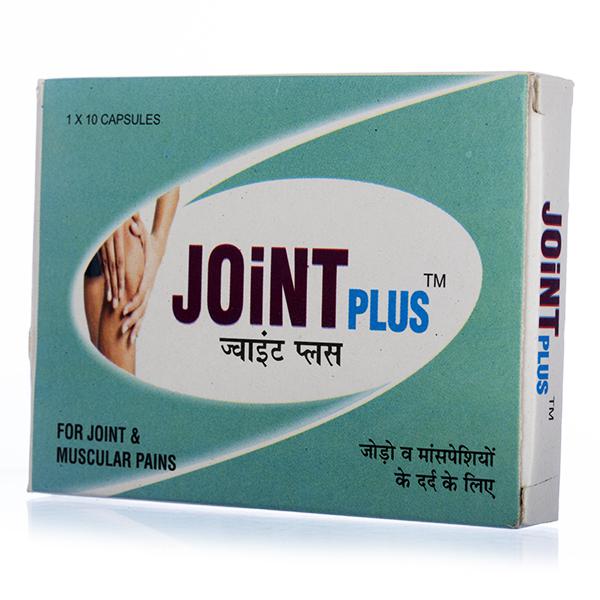 1 X 10 CAPSULES
JOiNT PLUS™
ज्वाइंट प्लस
FOR JOINT &
MUSCULAR PAINS
जोड़ो व मांसपेशियों
के दर्द के लिए
JOiNT PLUS™